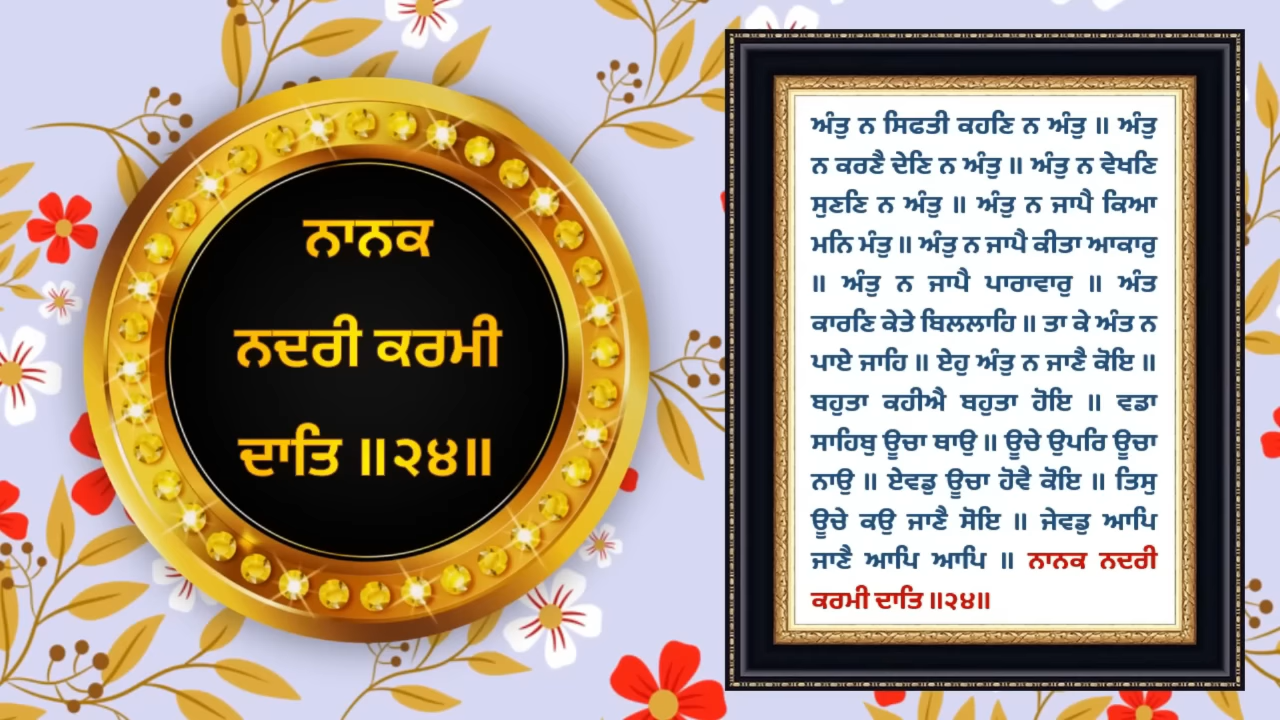 ਨਾਨਕ
ਨਦਰੀ ਕਰਮੀ
ਦਾਤਿ ॥੨੪॥
ਅੰਤੁ ਨ ਸਿਫਤੀ ਕਹਣਿ ਨ ਅੰਤੁ ॥ ਅੰਤੁ
ਨ ਕਰਣੈ ਦੇਣਿ ਨ ਅੰਤੁ ॥ ਅੰਤੁ ਨ ਵੇਖਣਿ
ਸੁਣਣਿ ਨ ਅੰਤੁ ॥ ਅੰਤੁ ਨ ਜਾਪੈ ਕਿਆ
ਮਨਿ ਮੰਤੁ ॥ ਅੰਤੁ ਨ ਜਾਪੈ ਕੀਤਾ ਆਕਾਰੁ
॥ ਅੰਤੁ ਨ ਜਾਪੈ ਪਾਰਾਵਾਰੁ ॥ ਅੰਤ
ਕਾਰਣਿ ਕੇਤੇ ਬਿਲਲਾਹਿ ॥ ਤਾ ਕੇ ਅੰਤ ਨ
ਪਾਏ ਜਾਹਿ ॥ ਏਹੁ ਅੰਤੁ ਨ ਜਾਣੈ ਕੋਇ ॥
ਬਹੁਤਾ ਕਹੀਐ ਬਹੁਤਾ ਹੋਇ ॥ ਵਡਾ
ਸਾਹਿਬੁ ਊਚਾ ਥਾਉ ॥ ਊਚੇ ਉਪਰਿ ਊਚਾ
ਨਾਉ ॥ ਏਵਡੁ ਊਚਾ ਹੋਵੈ ਕੋਇ ॥ ਤਿਸੁ
ਊਚੇ ਕਉ ਜਾਣੈ ਸੋਇ ॥ ਜੇਵਡੁ ਆਪਿ
ਜਾਣੈ ਆਪਿ ਆਪਿ ॥ ਨਾਨਕ ਨਦਰੀ
ਕਰਮੀ ਦਾਤਿ ॥੨੪॥